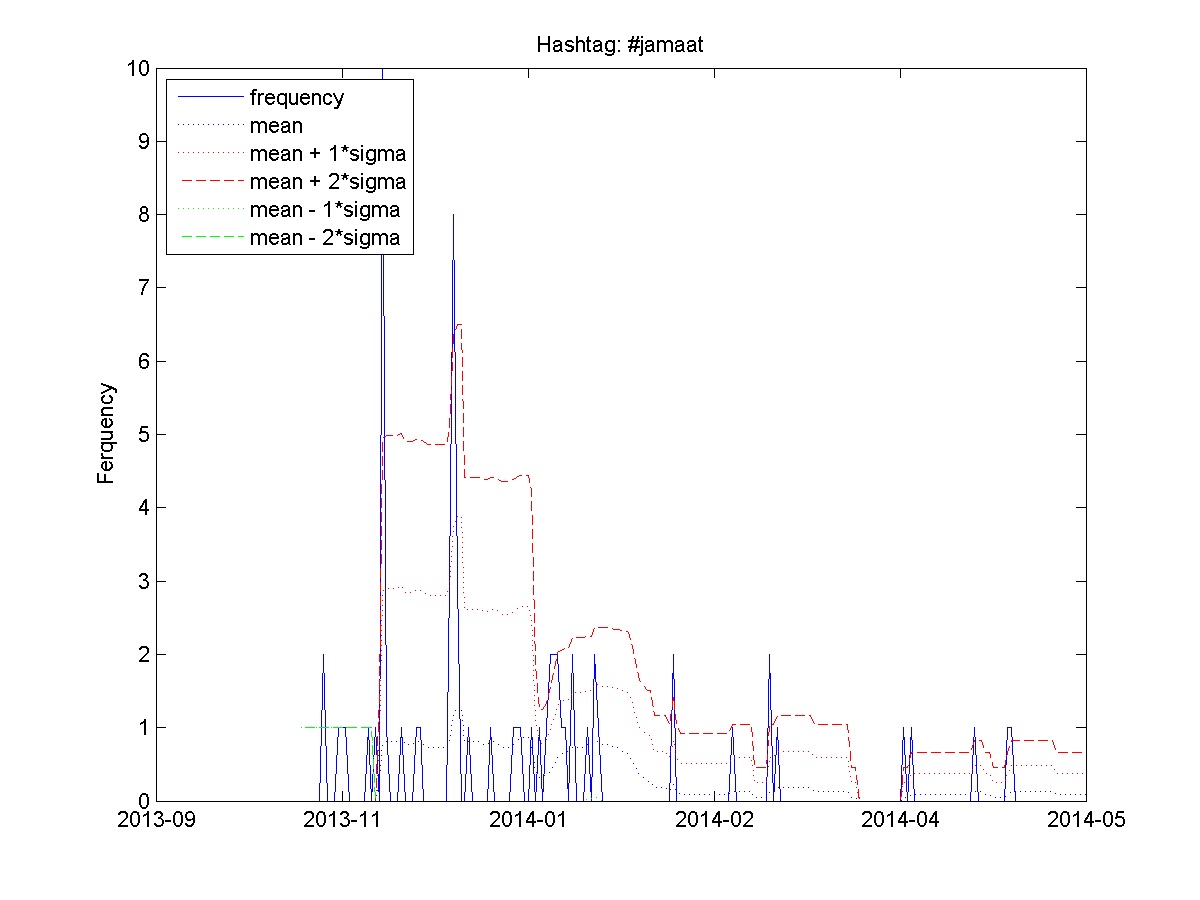 Hashtag: #jamaat
10
9
8
7
6
5
4
3
2
1
0
Ferquency
frequency
mean
mean + 1*sigma
mean + 2*sigma
mean - 1*sigma
mean - 2*sigma
2013-09 2013-11 2014-01 2014-02 2014-04 2014-05